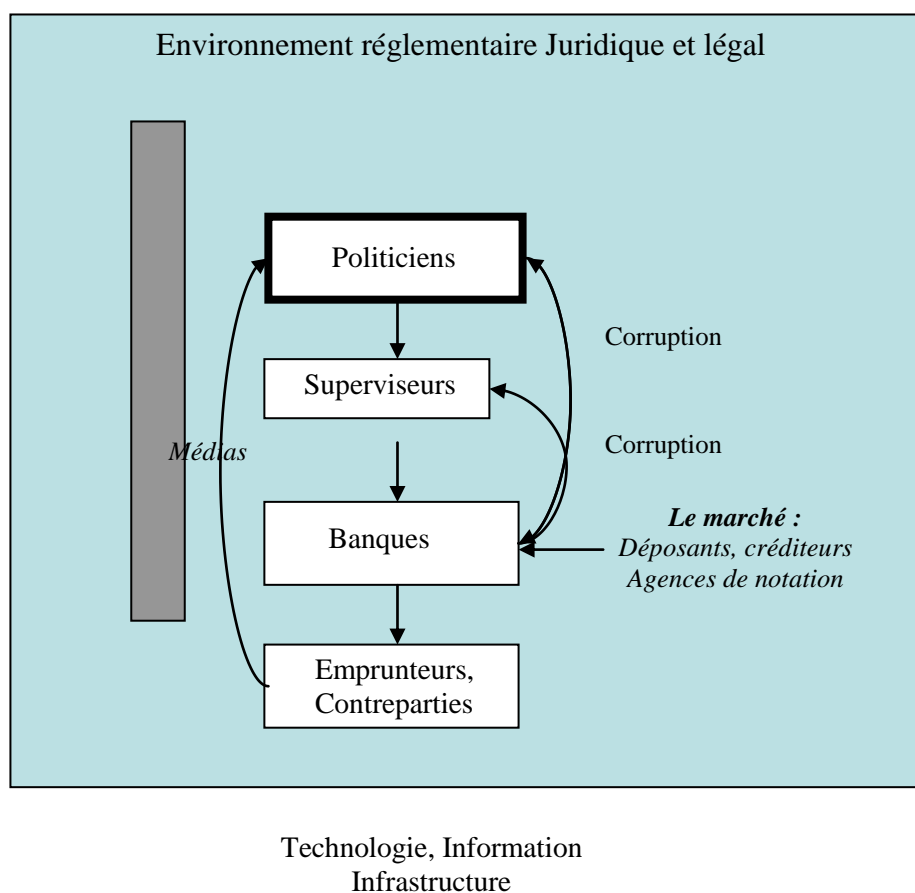 Environnement réglementaire Juridique et légal
Politiciens
Corruption
Superviseurs
Corruption
Médias
Le marché :
Banques
Déposants, créditeurs
Agences de notation
Emprunteurs,
Contreparties
Technologie, Information
Infrastructure